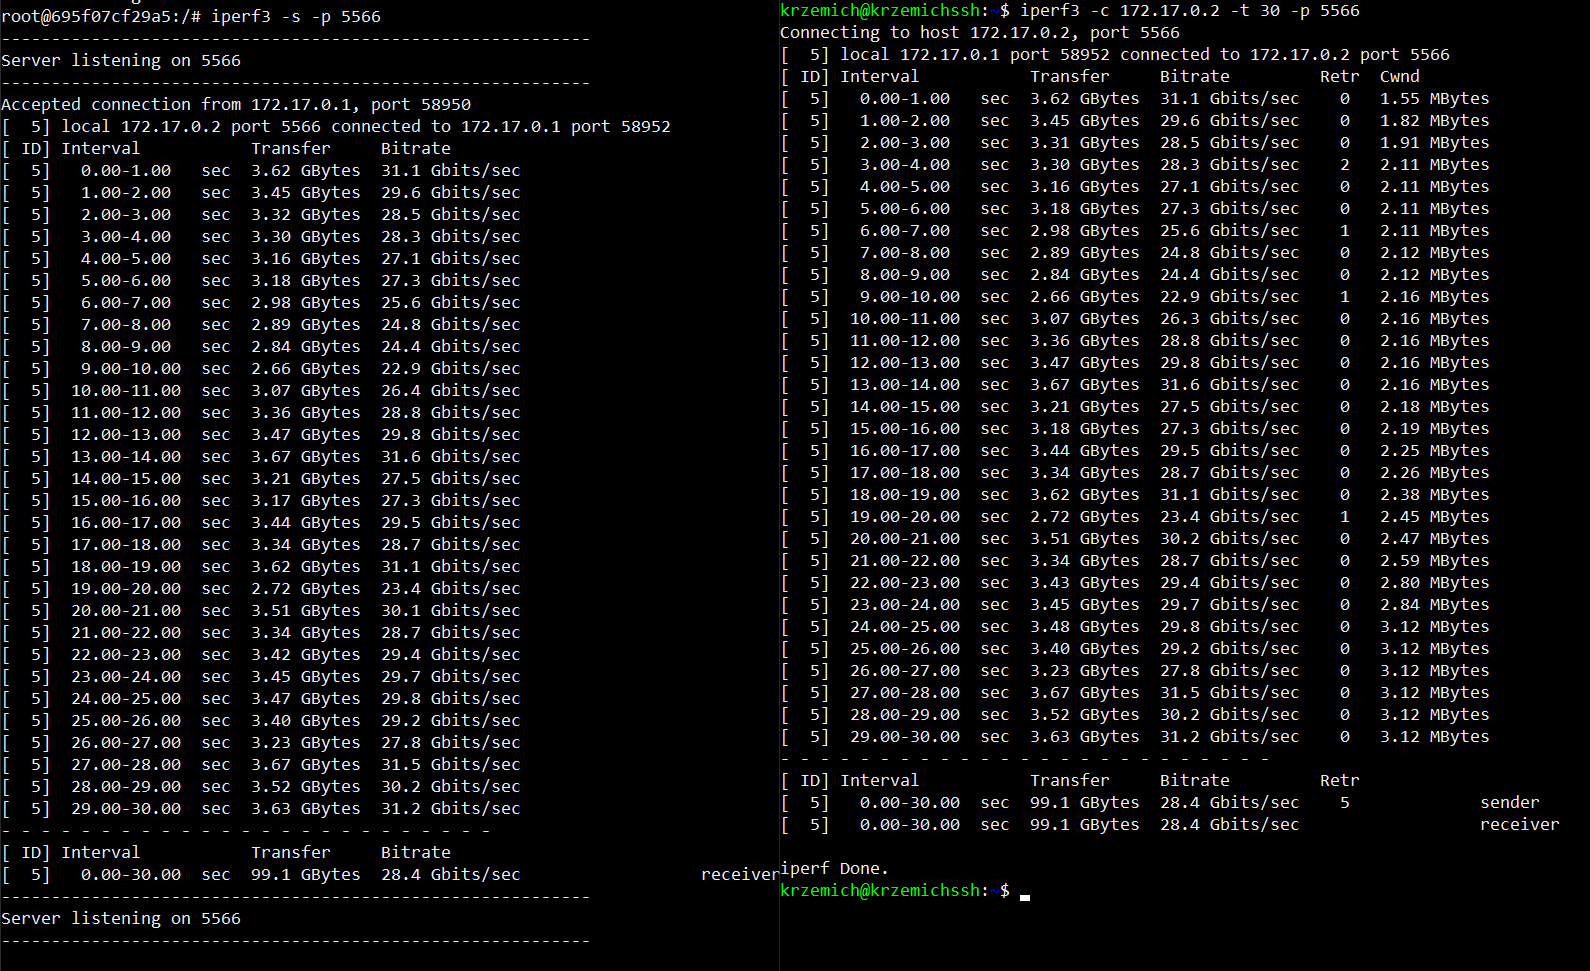 root@695f07cf29a5:/# iperf3 -s -p 5566
-----------------------------------------------------------
Server listening on 5566
-----------------------------------------------------------
Accepted connection from 172.17.0.1, port 58950
[  5] local 172.17.0.2 port 5566 connected to 172.17.0.1 port 58952
[ ID] Interval           Transfer     Bitrate
[  5]   0.00-1.00   sec  3.62 GBytes  31.1 Gbits/sec
[  5]   1.00-2.00   sec  3.45 GBytes  29.6 Gbits/sec
[  5]   2.00-3.00   sec  3.32 GBytes  28.5 Gbits/sec
[  5]   3.00-4.00   sec  3.30 GBytes  28.3 Gbits/sec
[  5]   4.00-5.00   sec  3.16 GBytes  27.1 Gbits/sec
[  5]   5.00-6.00   sec  3.18 GBytes  27.3 Gbits/sec
[  5]   6.00-7.00   sec  2.98 GBytes  25.6 Gbits/sec
[  5]   7.00-8.00   sec  2.89 GBytes  24.8 Gbits/sec
[  5]   8.00-9.00   sec  2.84 GBytes  24.4 Gbits/sec
[  5]   9.00-10.00  sec  2.66 GBytes  22.9 Gbits/sec
[  5]  10.00-11.00  sec  3.07 GBytes  26.4 Gbits/sec
[  5]  11.00-12.00  sec  3.36 GBytes  28.8 Gbits/sec
[  5]  12.00-13.00  sec  3.47 GBytes  29.8 Gbits/sec
[  5]  13.00-14.00  sec  3.67 GBytes  31.6 Gbits/sec
[  5]  14.00-15.00  sec  3.21 GBytes  27.5 Gbits/sec
[  5]  15.00-16.00  sec  3.17 GBytes  27.3 Gbits/sec
[  5]  16.00-17.00  sec  3.44 GBytes  29.5 Gbits/sec
[  5]  17.00-18.00  sec  3.34 GBytes  28.7 Gbits/sec
[  5]  18.00-19.00  sec  3.62 GBytes  31.1 Gbits/sec
[  5]  19.00-20.00  sec  2.72 GBytes  23.4 Gbits/sec
[  5]  20.00-21.00  sec  3.51 GBytes  30.1 Gbits/sec
[  5]  21.00-22.00  sec  3.34 GBytes  28.7 Gbits/sec
[  5]  22.00-23.00  sec  3.42 GBytes  29.4 Gbits/sec
[  5]  23.00-24.00  sec  3.45 GBytes  29.7 Gbits/sec
[  5]  24.00-25.00  sec  3.47 GBytes  29.8 Gbits/sec
[  5]  25.00-26.00  sec  3.40 GBytes  29.2 Gbits/sec
[  5]  26.00-27.00  sec  3.23 GBytes  27.8 Gbits/sec
[  5]  27.00-28.00  sec  3.67 GBytes  31.5 Gbits/sec
[  5]  28.00-29.00  sec  3.52 GBytes  30.2 Gbits/sec
[  5]  29.00-30.00  sec  3.63 GBytes  31.2 Gbits/sec
- - - - - - - - - - - - - - - - - - - - - - - - -
[ ID] Interval           Transfer     Bitrate
[  5]   0.00-30.00  sec  99.1 GBytes  28.4 Gbits/sec                  receiver
-----------------------------------------------------------
Server listening on 5566
-----------------------------------------------------------
krzemich@krzemichssh:~$ iperf3 -c 172.17.0.2 -t 30 -p 5566
Connecting to host 172.17.0.2, port 5566
[  5] local 172.17.0.1 port 58952 connected to 172.17.0.2 port 5566
[ ID] Interval           Transfer     Bitrate         Retr  Cwnd
[  5]   0.00-1.00   sec  3.62 GBytes  31.1 Gbits/sec    0   1.55 MBytes
[  5]   1.00-2.00   sec  3.45 GBytes  29.6 Gbits/sec    0   1.82 MBytes
[  5]   2.00-3.00   sec  3.31 GBytes  28.5 Gbits/sec    0   1.91 MBytes
[  5]   3.00-4.00   sec  3.30 GBytes  28.3 Gbits/sec    2   2.11 MBytes
[  5]   4.00-5.00   sec  3.16 GBytes  27.1 Gbits/sec    0   2.11 MBytes
[  5]   5.00-6.00   sec  3.18 GBytes  27.3 Gbits/sec    0   2.11 MBytes
[  5]   6.00-7.00   sec  2.98 GBytes  25.6 Gbits/sec    1   2.11 MBytes
[  5]   7.00-8.00   sec  2.89 GBytes  24.8 Gbits/sec    0   2.12 MBytes
[  5]   8.00-9.00   sec  2.84 GBytes  24.4 Gbits/sec    0   2.12 MBytes
[  5]   9.00-10.00  sec  2.66 GBytes  22.9 Gbits/sec    1   2.16 MBytes
[  5]  10.00-11.00  sec  3.07 GBytes  26.3 Gbits/sec    0   2.16 MBytes
[  5]  11.00-12.00  sec  3.36 GBytes  28.8 Gbits/sec    0   2.16 MBytes
[  5]  12.00-13.00  sec  3.47 GBytes  29.8 Gbits/sec    0   2.16 MBytes
[  5]  13.00-14.00  sec  3.67 GBytes  31.6 Gbits/sec    0   2.16 MBytes
[  5]  14.00-15.00  sec  3.21 GBytes  27.5 Gbits/sec    0   2.18 MBytes
[  5]  15.00-16.00  sec  3.18 GBytes  27.3 Gbits/sec    0   2.19 MBytes
[  5]  16.00-17.00  sec  3.44 GBytes  29.5 Gbits/sec    0   2.25 MBytes
[  5]  17.00-18.00  sec  3.34 GBytes  28.7 Gbits/sec    0   2.26 MBytes
[  5]  18.00-19.00  sec  3.62 GBytes  31.1 Gbits/sec    0   2.38 MBytes
[  5]  19.00-20.00  sec  2.72 GBytes  23.4 Gbits/sec    1   2.45 MBytes
[  5]  20.00-21.00  sec  3.51 GBytes  30.2 Gbits/sec    0   2.47 MBytes
[  5]  21.00-22.00  sec  3.34 GBytes  28.7 Gbits/sec    0   2.59 MBytes
[  5]  22.00-23.00  sec  3.43 GBytes  29.4 Gbits/sec    0   2.80 MBytes
[  5]  23.00-24.00  sec  3.45 GBytes  29.7 Gbits/sec    0   2.84 MBytes
[  5]  24.00-25.00  sec  3.48 GBytes  29.8 Gbits/sec    0   3.12 MBytes
[  5]  25.00-26.00  sec  3.40 GBytes  29.2 Gbits/sec    0   3.12 MBytes
[  5]  26.00-27.00  sec  3.23 GBytes  27.8 Gbits/sec    0   3.12 MBytes
[  5]  27.00-28.00  sec  3.67 GBytes  31.5 Gbits/sec    0   3.12 MBytes
[  5]  28.00-29.00  sec  3.52 GBytes  30.2 Gbits/sec    0   3.12 MBytes
[  5]  29.00-30.00  sec  3.63 GBytes  31.2 Gbits/sec    0   3.12 MBytes
- - - - - - - - - - - - - - - - - - - - - - - - -
[ ID] Interval           Transfer     Bitrate         Retr
[  5]   0.00-30.00  sec  99.1 GBytes  28.4 Gbits/sec    5             sender
[  5]   0.00-30.00  sec  99.1 GBytes  28.4 Gbits/sec                  receiver
iperf Done.
krzemich@krzemichssh:~$